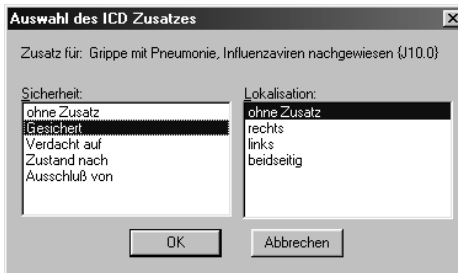 Auswahl des ICD Zusatzes
Zusatz für: Grippe mit Pneumonie, Influenzaviren nachgewiesen {J10.0}
Sicherheit:
ohne Zusatz
Gesichert
Verdacht auf
Zustand nach
Ausschluß von
Lokalisation:
ohne Zusatz
rechts
links
beidseitig
OK
Abbrechen